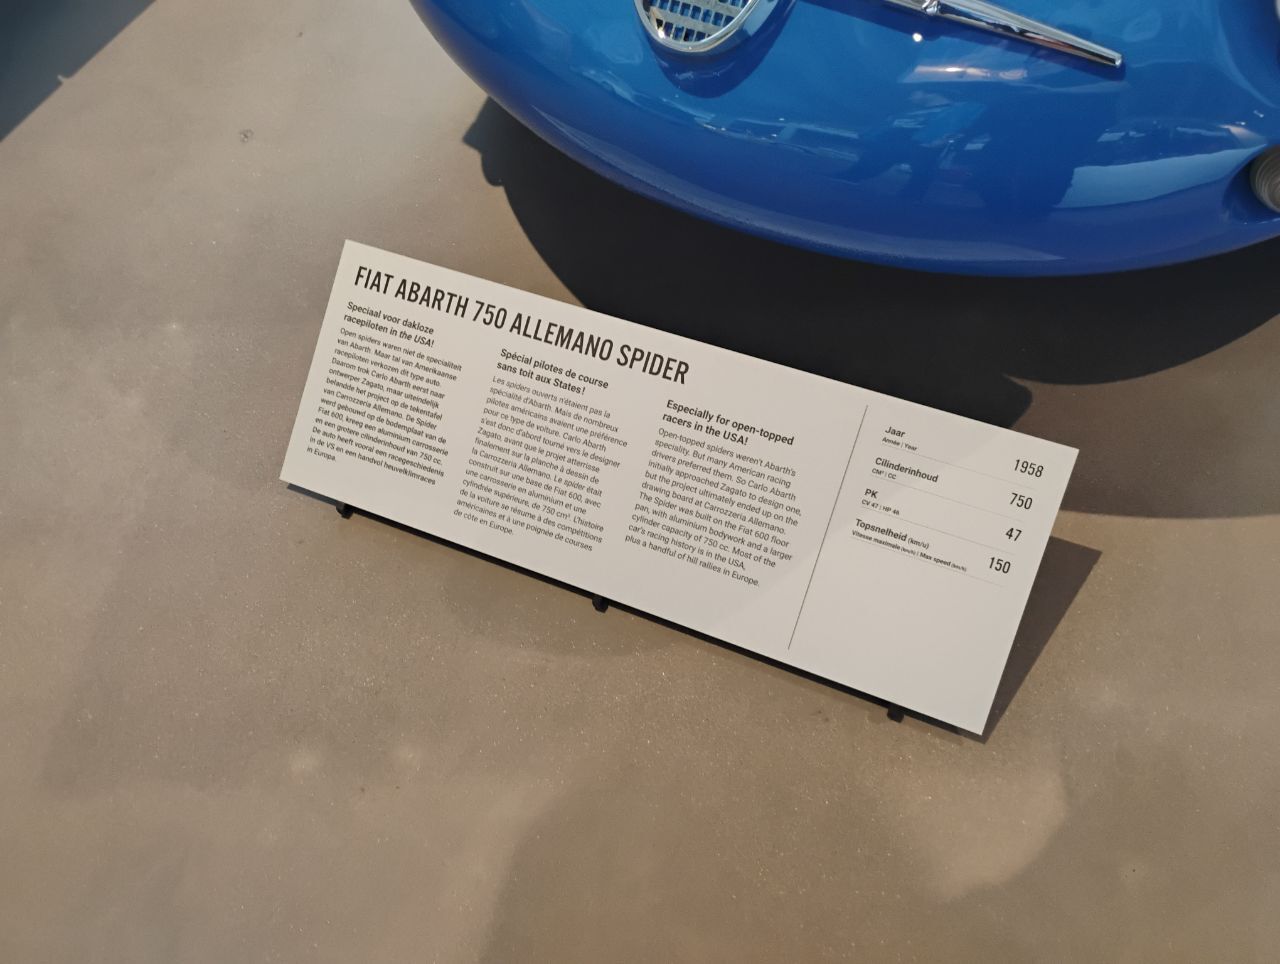 FIAT ABARTH 750 ALLEMANO SPIDER
Speciaal voor dakloze
racepiloten in the USA!
Open spiders waren niet de specialiteit
van Abarth. Maar tal van Amerikaanse
racepiloten verkozen dit type auto.
Daarom trok Carlo Abarth eerst naar
ontwerper Zagato, maar uiteindelijk
belandde het project op de tekentafel
van Carrozzeria Allemano. De Spider
werd gebouwd op de bodemplaat van de
Fiat 600, kreeg een aluminium carrosserie
en een grotere cilinderinhoud van 750 cc.
De auto heeft vooral een racegeschiedenis
in de VS en een handvol heuvelklimraces
in Europa.
Spécial pilotes de course
sans toit aux States !
Les spiders ouverts n'étaient pas la
spécialité d'Abarth. Mais de nombreux
pilotes américains avaient une préférence
pour ce type de voiture. Carlo Abarth
s'est donc d'abord tourné vers le designer
Zagato, avant que le projet atterrisse
finalement sur la planche à dessin de
la Carrozzeria Allemano. Le spider était
construit sur une base de Fiat 600, avec
une carrosserie en aluminium et une
cylindrée supérieure, de 750 cm³. L'histoire
de la voiture se résume à des compétitions
américaines et à une poignée de courses
de côte en Europe.
Especially for open-topped
racers in the USA!
Open-topped spiders weren't Abarth's
speciality. But many American racing
drivers preferred them. So Carlo Abarth
initially approached Zagato to design one,
but the project ultimately ended up on the
drawing board at Carrozzeria Allemano.
The Spider was built on the Fiat 600 floor
pan, with aluminium bodywork and a larger
cylinder capacity of 750 cc. Most of the
car's racing history is in the USA,
plus a handful of hill rallies in Europe.
Jaar
Année | Year
1958
Cilinderinhoud
CM³ | CC
750
PK
CV 47 | HP 46
47
Topsnelheid (km/u)
Vitesse maximale (km/h) | Max speed (km/h)
150